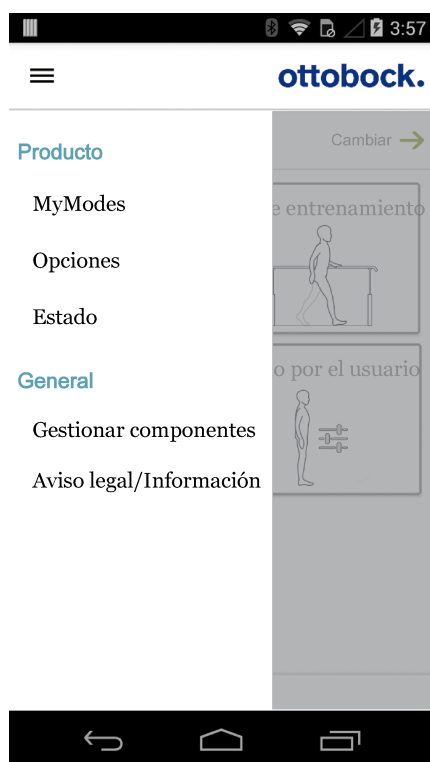 3:57
ottobock.
Cambiar
Producto
MyModes
e entrenamiento
Opciones
Estado
o por el usuario
General
Gestionar componentes
Aviso legal/Información